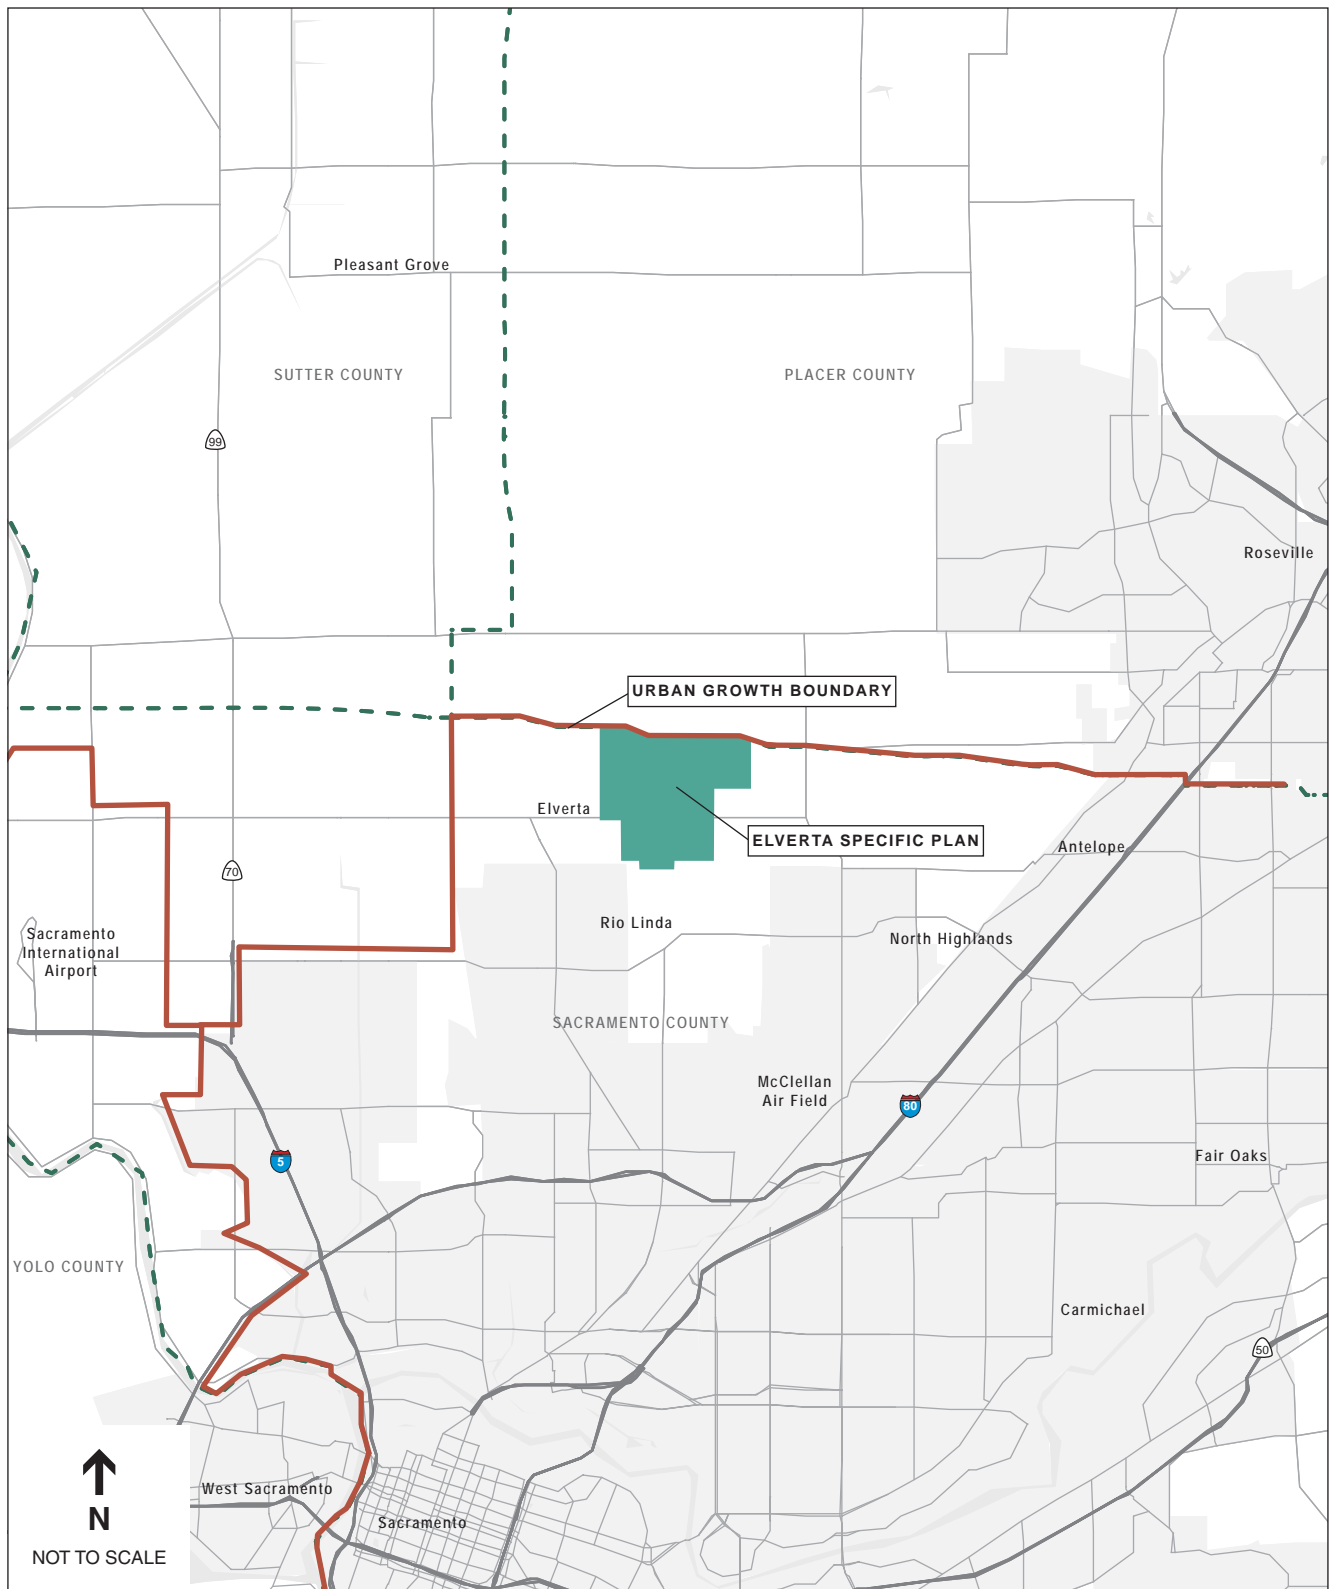 Pleasant Grove
SUTTER COUNTY
PLACER COUNTY
99
Roseville
URBAN GROWTH BOUNDARY
Elverta
ELVERTA SPECIFIC PLAN
Antelope
70
Rio Linda
Sacramento
International
Airport
North Highlands
SACRAMENTO COUNTY
McClellan
Air Field
80
5
Fair Oaks
YOLO COUNTY
Carmichael
50
West Sacramento
Sacramento
N
NOT TO SCALE